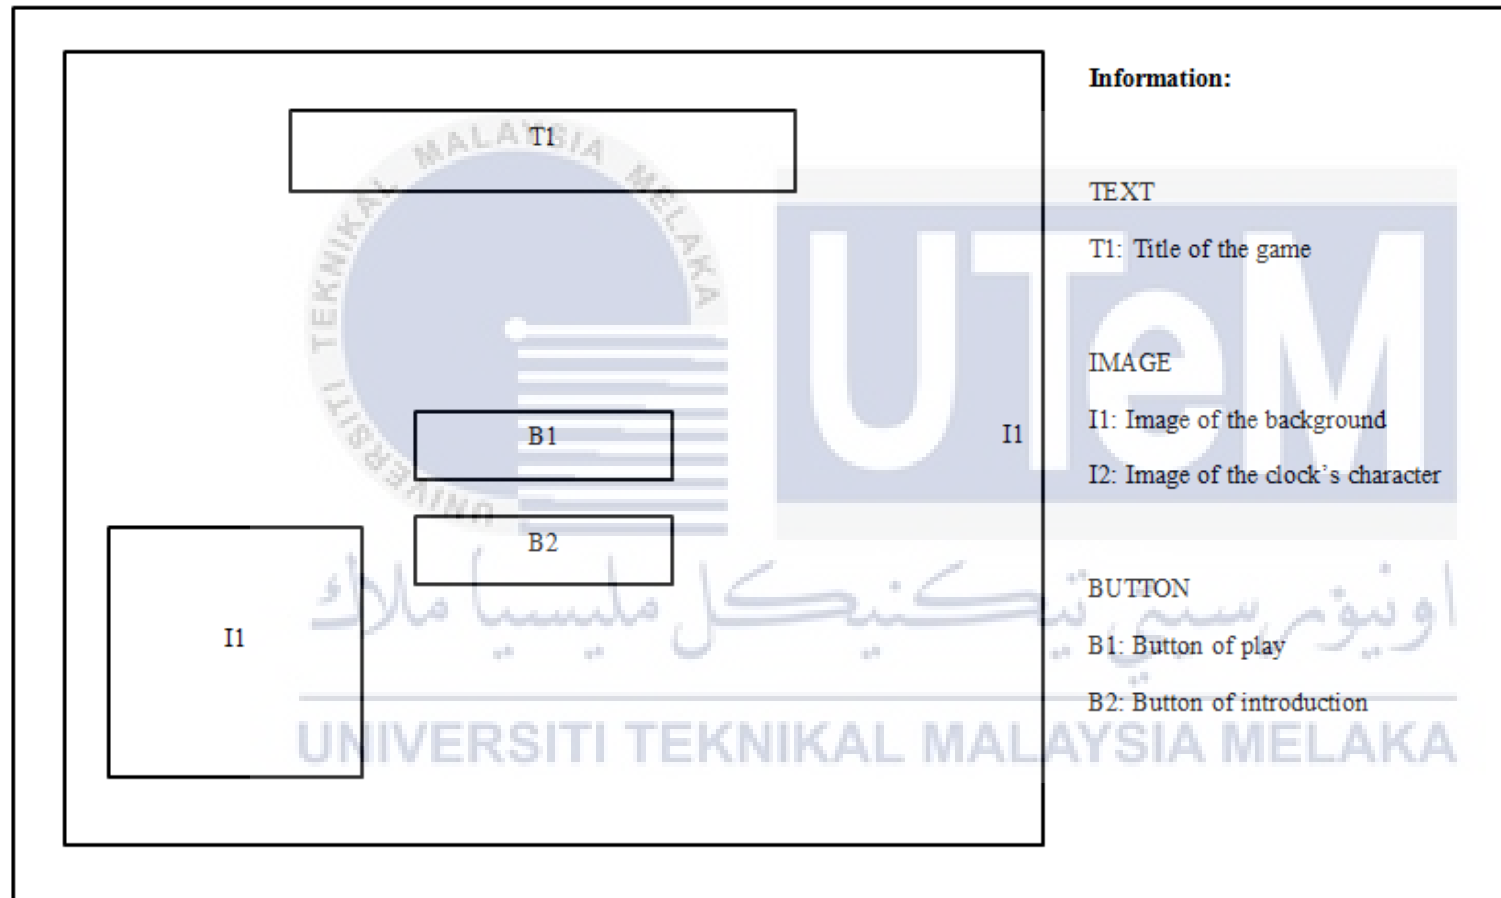 T1
B1
B2
I1
I1
Information:
TEXT
T1: Title of the game
IMAGE
I1: Image of the background
I2: Image of the clock's character
BUTTON
B1: Button of play
B2: Button of introduction
UNIVERSITI TEKNIKAL MALAYSIA MELAKA
UTeM
اونيۏرسيتي تيكنيكل مليسيا ملاك
UNIVERSITI TEKNIKAL MALAYSIA MELAKA